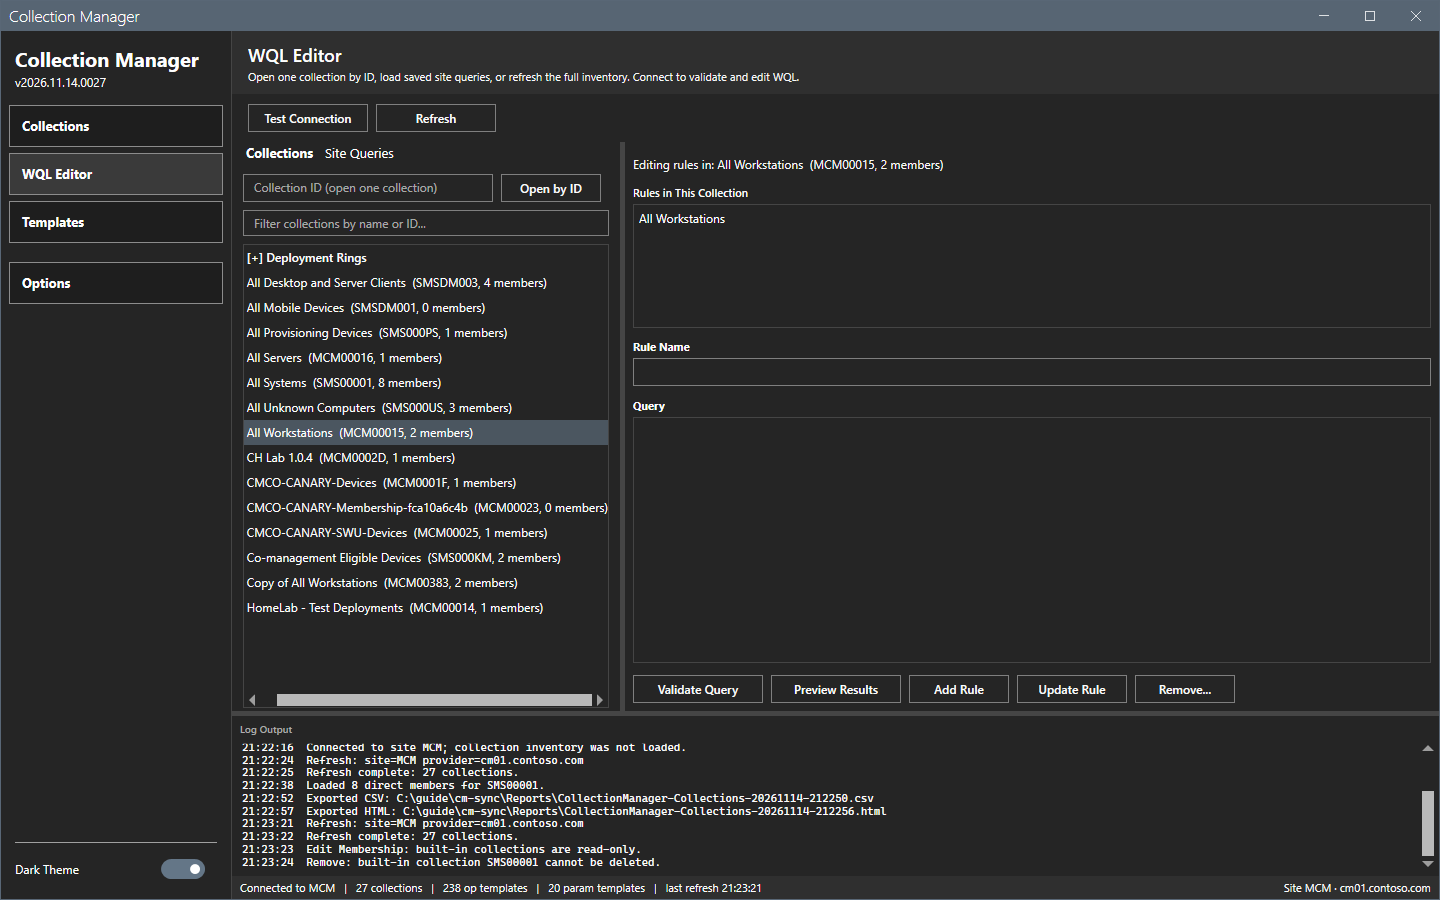 Collection Manager
Collection Manager
v2026.11.14.0027
Collections
WQL Editor
Templates
Options
Dark Theme
WQL Editor
Open one collection by ID, load saved site queries, or refresh the full inventory. Connect to validate and edit WQL.
Test Connection
Refresh
Collections
Site Queries
Collection ID (open one collection)
Open by ID
Filter collections by name or ID...
[+] Deployment Rings
All Desktop and Server Clients (SMSDM003, 4 members)
All Mobile Devices (SMSDM001, 0 members)
All Provisioning Devices (SMS000PS, 1 members)
All Servers (MCM00016, 1 members)
All Systems (SMS00001, 8 members)
All Unknown Computers (SMS000US, 3 members)
All Workstations (MCM00015, 2 members)
CH Lab 1.0.4 (MCM0002D, 1 members)
CMCO-CANARY-Devices (MCM0001F, 1 members)
CMCO-CANARY-Membership-fca10a6c4b (MCM00023, 0 members)
CMCO-CANARY-SWU-Devices (MCM00025, 1 members)
Co-management Eligible Devices (SMS000KM, 2 members)
Copy of All Workstations (MCM00383, 2 members)
HomeLab - Test Deployments (MCM00014, 1 members)
Editing rules in: All Workstations (MCM00015, 2 members)
Rules in This Collection
All Workstations
Rule Name
Query
Validate Query
Preview Results
Add Rule
Update Rule
Remove...
Log Output
21:22:16 Connected to site MCM; collection inventory was not loaded.
21:22:24 Refresh: site=MCM provider=cm01.contoso.com
21:22:25 Refresh complete: 27 collections.
21:22:38 Loaded 8 direct members for SMS00001.
21:22:52 Exported CSV: C:\guide\cm-sync\Reports\CollectionManager-Collections-20261114-212250.csv
21:22:57 Exported HTML: C:\guide\cm-sync\Reports\CollectionManager-Collections-20261114-212256.html
21:23:21 Refresh: site=MCM provider=cm01.contoso.com
21:23:22 Refresh complete: 27 collections.
21:23:23 Edit Membership: built-in collections are read-only.
21:23:24 Remove: built-in collection SMS00001 cannot be deleted.
Connected to MCM | 27 collections | 238 op templates | 20 param templates | last refresh 21:23:21
Site MCM · cm01.contoso.com